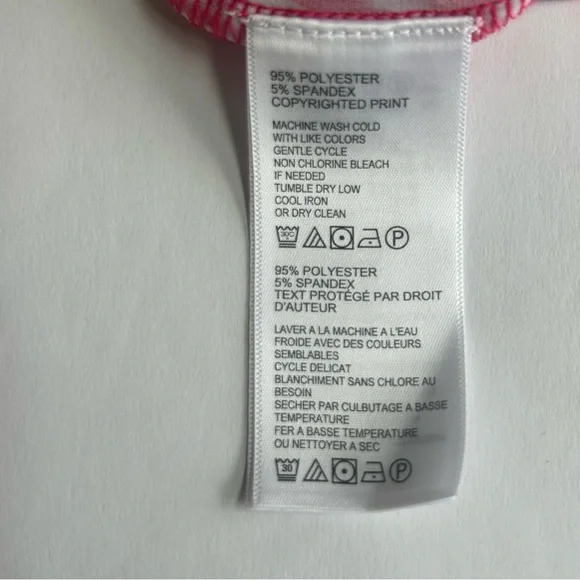 95% POLYESTER
5% SPANDEX
COPYRIGHTED PRINT
MACHINE WASH COLD
WITH LIKE COLORS
GENTLE CYCLE
NON CHLORINE BLEACH
IF NEEDED
TUMBLE DRY LOW
COOL IRON
OR DRY CLEAN
30C P
95% POLYESTER
5% SPANDEX
TEXT PROTÉGÉ PAR DROIT
D'AUTEUR
LAVER A LA MACHINE A L'EAU
FROIDE AVEC DES COULEURS
SEMBLABLES
CYCLE DELICAT
BLANCHIMENT SANS CHLORE AU
BESOIN
SECHER PAR CULBUTAGE A BASSE
TEMPERATURE
FER A BASSE TEMPERATURE
OU NETTOYER A SEC
30 P